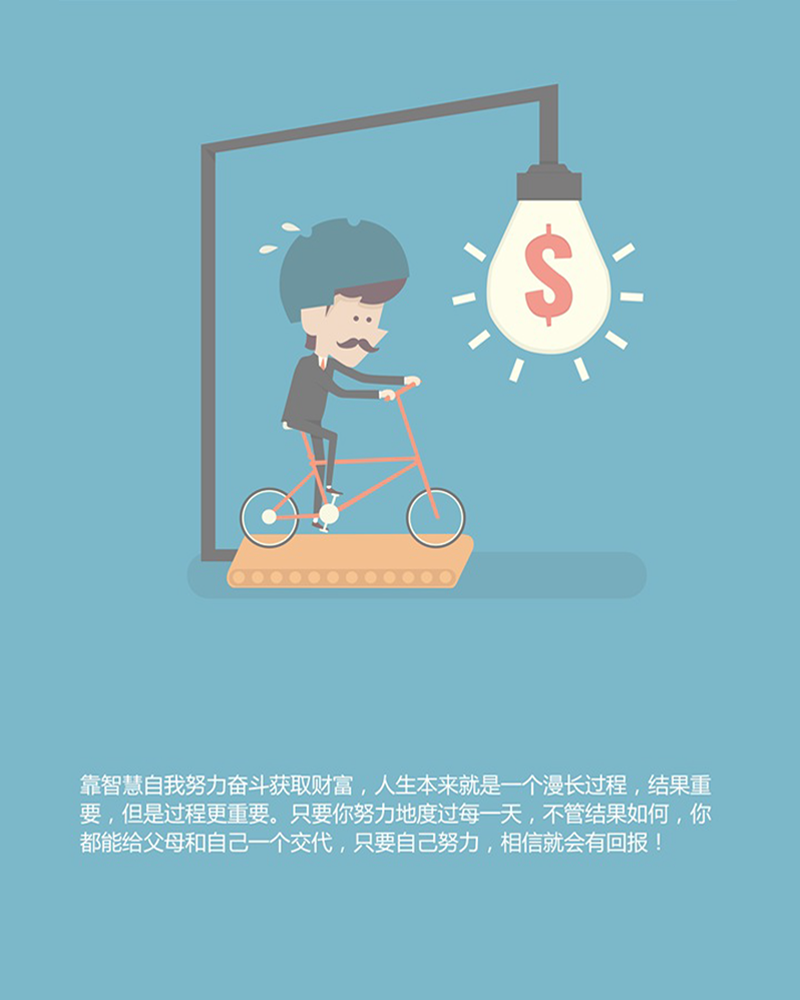 $
靠智慧自我努力奋斗获取财富，人生本来就是一个漫长过程，结果重
要，但是过程更重要。只要你努力地度过每一天，不管结果如何，你
都能给父母和自己一个交代，只要自己努力，相信就会有回报！